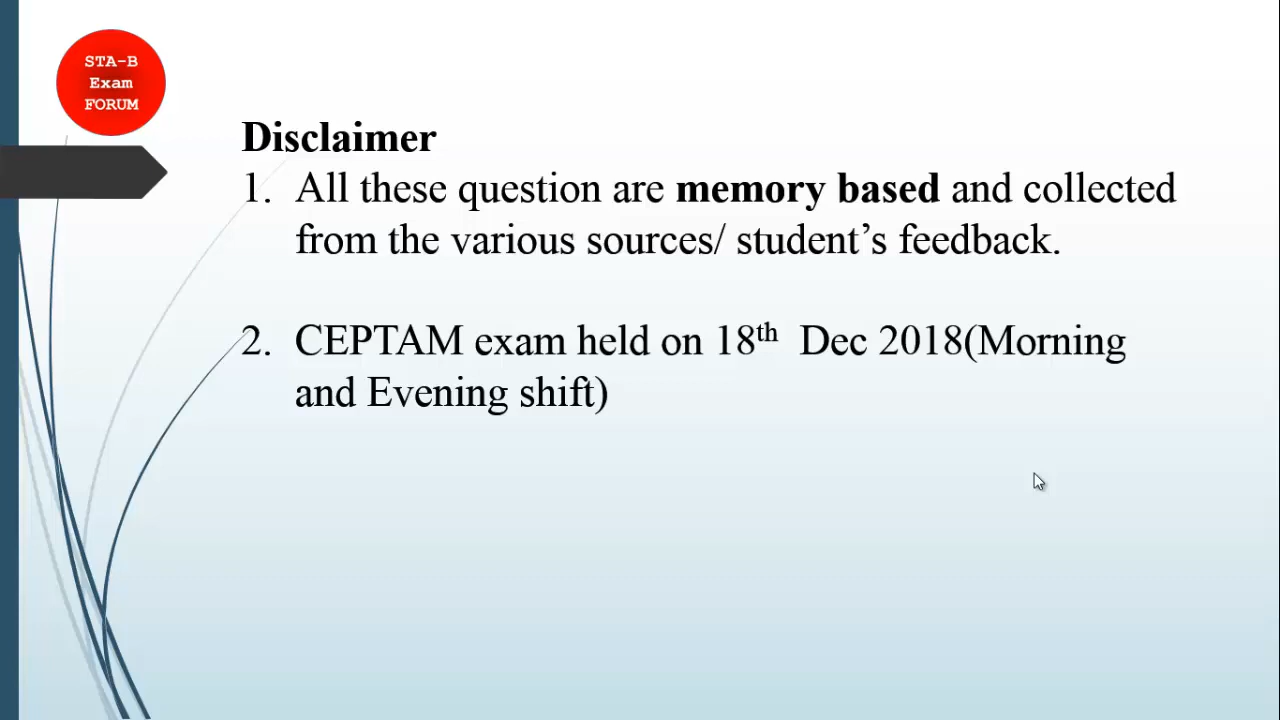 STA-B
Exam
FORUM
Disclaimer
1. All these question are memory based and collected
from the various sources/ student’s feedback.
2. CEPTAM exam held on 18th Dec 2018(Morning
and Evening shift)